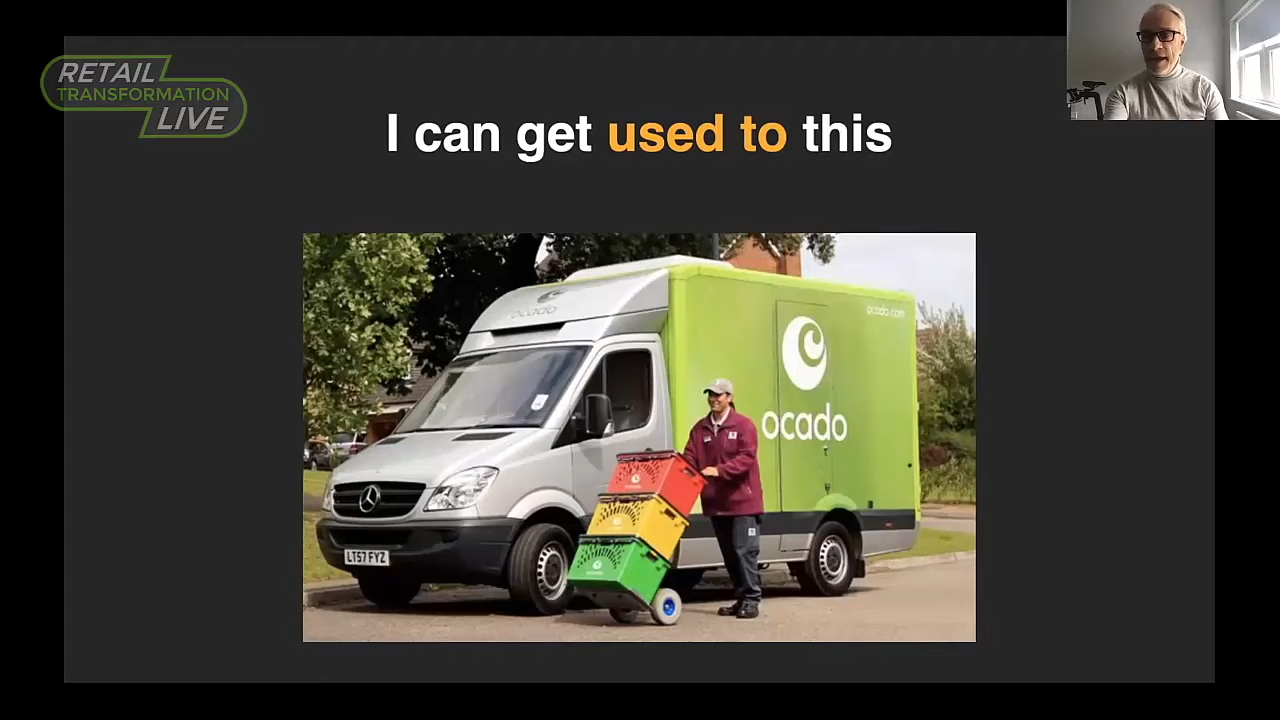 RETAIL
TRANSFORMATION
LIVE
I can get used to this
ocado
ocado.com
ocado
LT57 FYZ